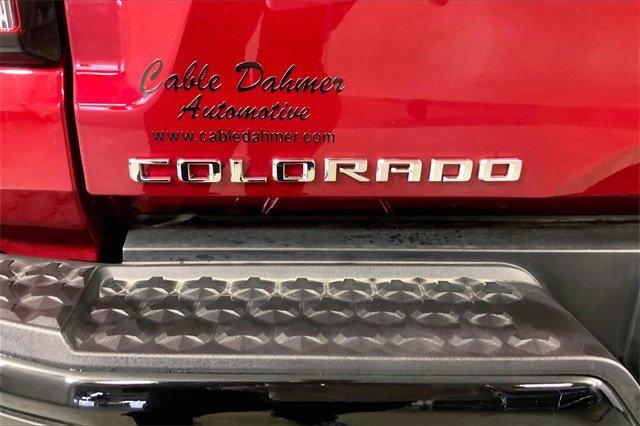 Cable Dahmer
Automotive
www.cabledahmer.com
COLORADO